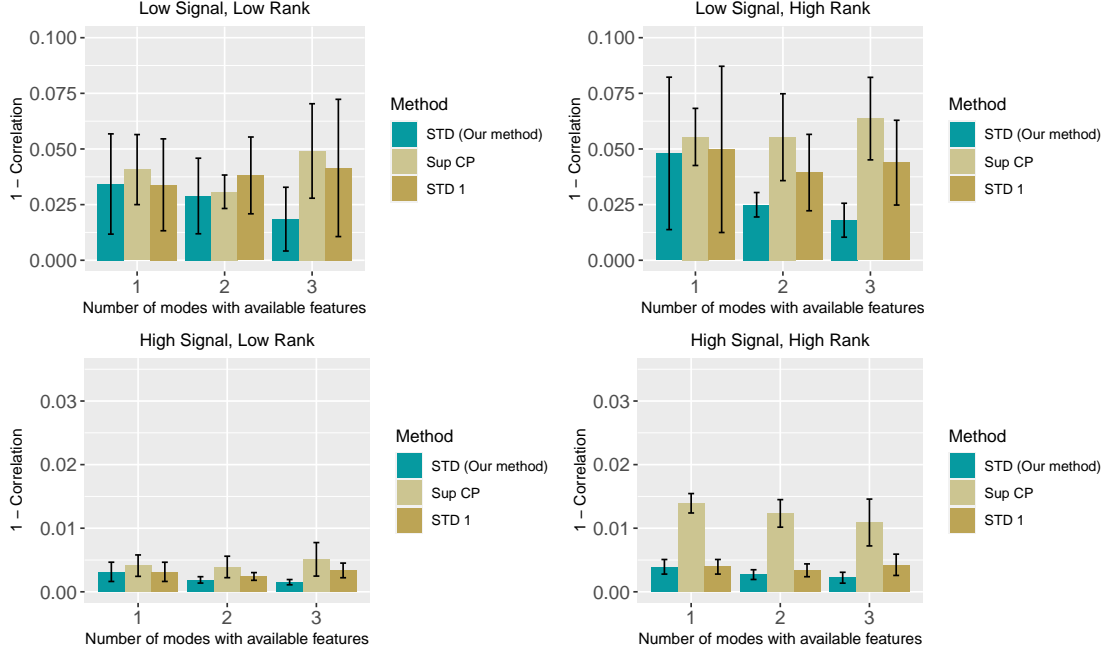 Low Signal, Low Rank
0.100
0.075
0.050
0.025
0.000
1 − Correlation
1
2
3
Number of modes with available features
Method
STD (Our method)
Sup CP
STD 1
Low Signal, High Rank
0.100
0.075
0.050
0.025
0.000
1 − Correlation
1
2
3
Number of modes with available features
Method
STD (Our method)
Sup CP
STD 1
High Signal, Low Rank
0.03
0.02
0.01
0.00
1 − Correlation
1
2
3
Number of modes with available features
Method
STD (Our method)
Sup CP
STD 1
High Signal, High Rank
0.03
0.02
0.01
0.00
1 − Correlation
1
2
3
Number of modes with available features
Method
STD (Our method)
Sup CP
STD 1